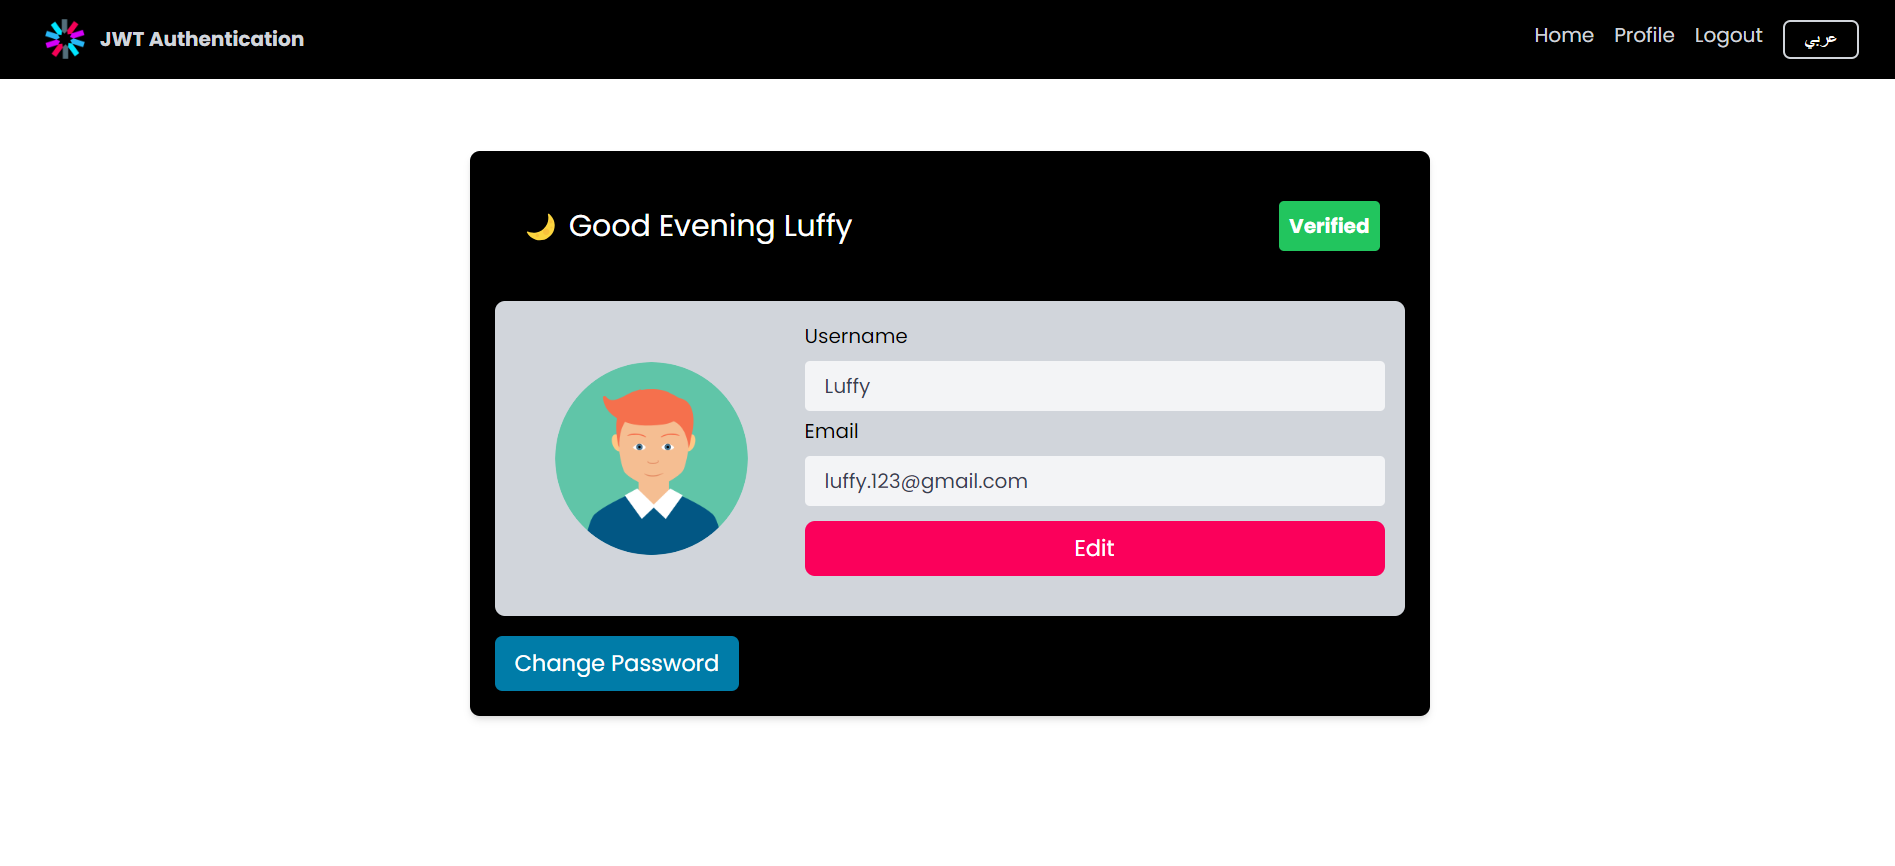 JWT Authentication
Home Profile Logout عربي
🌙 Good Evening Luffy
Verified
Username
Luffy
Email
luffy.123@gmail.com
Edit
Change Password